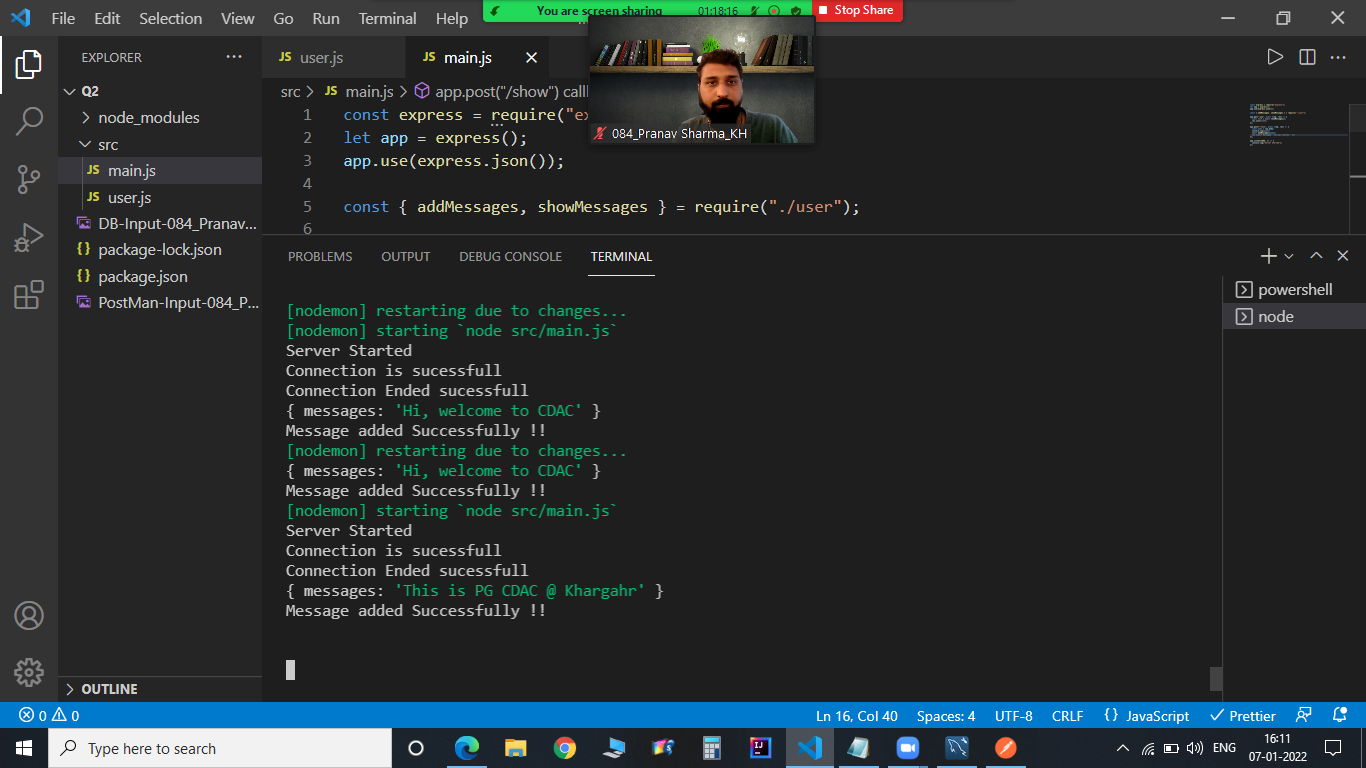 File Edit Selection View Go Run Terminal Help
You are screen sharing 01:18:16 Stop Share
EXPLORER
Q2
node_modules
src
JS main.js
JS user.js
DB-Input-084_Pranav...
{} package-lock.json
{} package.json
PostMan-Input-084_P...
OUTLINE
JS user.js JS main.js
src > JS main.js > app.post("/show") call
1 const express = require("ex
2 let app = express();
3 app.use(express.json());
4
5 const { addMessages, showMessages } = require("./user");
6
084_Pranav Sharma_KH
PROBLEMS OUTPUT DEBUG CONSOLE TERMINAL
[nodemon] restarting due to changes...
[nodemon] starting `node src/main.js`
Server Started
Connection is sucessfull
Connection Ended sucessfull
{ messages: 'Hi, welcome to CDAC' }
Message added Successfully !!
[nodemon] restarting due to changes...
{ messages: 'Hi, welcome to CDAC' }
Message added Successfully !!
[nodemon] starting `node src/main.js`
Server Started
Connection is sucessfull
Connection Ended sucessfull
{ messages: 'This is PG CDAC @ Khargahr' }
Message added Successfully !!
powershell
node
0 0 Ln 16, Col 40 Spaces: 4 UTF-8 CRLF {} JavaScript Prettier
Type here to search
ENG 16:11
07-01-2022